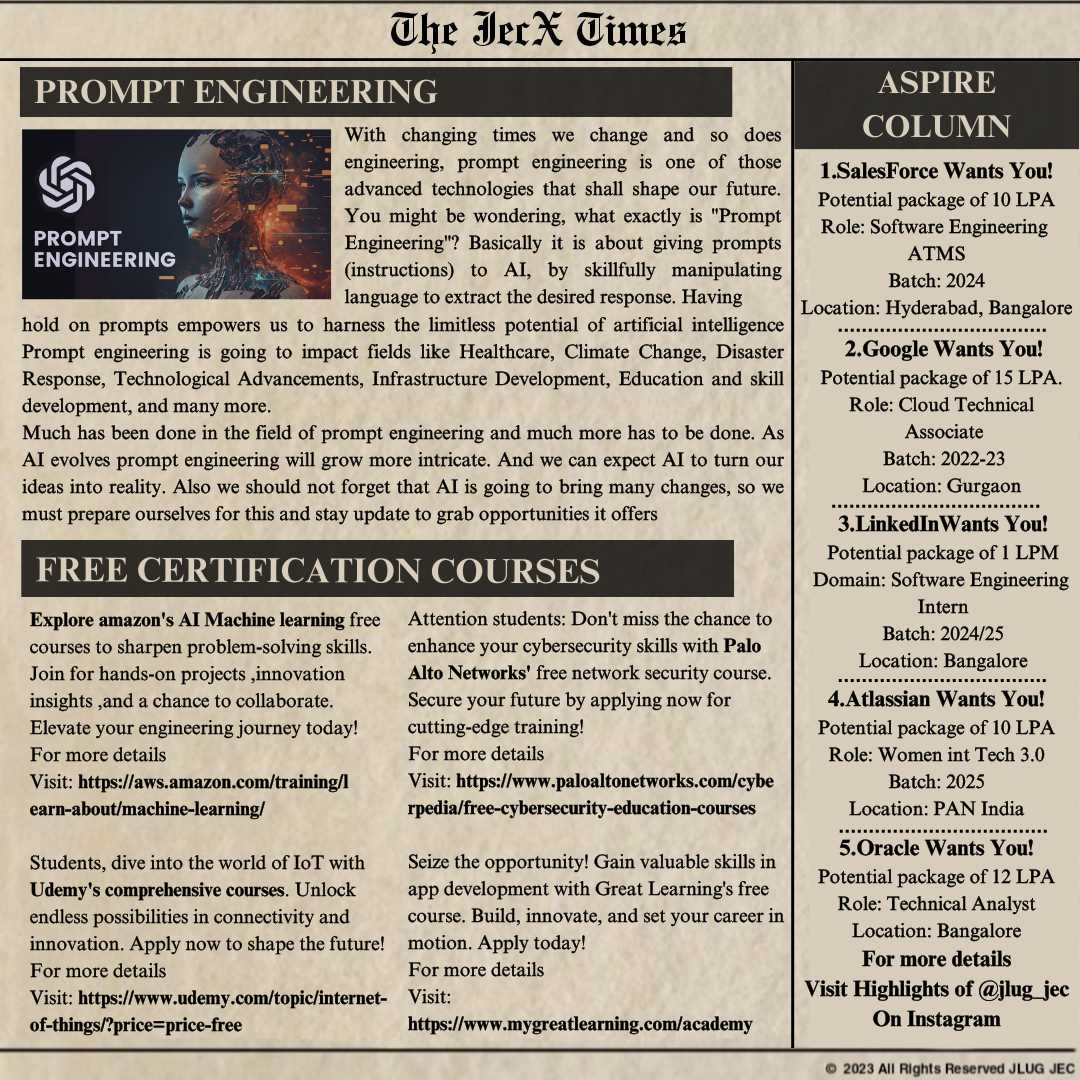 The JecX Times
PROMPT ENGINEERING
PROMPT
ENGINEERING
With changing times we change and so does
engineering, prompt engineering is one of those
advanced technologies that shall shape our future.
You might be wondering, what exactly is "Prompt
Engineering"? Basically it is about giving prompts
(instructions) to AI, by skillfully manipulating
language to extract the desired response. Having
hold on prompts empowers us to harness the limitless potential of artificial intelligence
Prompt engineering is going to impact fields like Healthcare, Climate Change, Disaster
Response, Technological Advancements, Infrastructure Development, Education and skill
development, and many more.
Much has been done in the field of prompt engineering and much more has to be done. As
AI evolves prompt engineering will grow more intricate. And we can expect AI to turn our
ideas into reality. Also we should not forget that AI is going to bring many changes, so we
must prepare ourselves for this and stay update to grab opportunities it offers
FREE CERTIFICATION COURSES
Explore amazon's AI Machine learning free
courses to sharpen problem-solving skills.
Join for hands-on projects ,innovation
insights ,and a chance to collaborate.
Elevate your engineering journey today!
For more details
Visit: https://aws.amazon.com/training/l
earn-about/machine-learning/
Attention students: Don't miss the chance to
enhance your cybersecurity skills with Palo
Alto Networks' free network security course.
Secure your future by applying now for
cutting-edge training!
For more details
Visit: https://www.paloaltonetworks.com/cybe
rpedia/free-cybersecurity-education-courses
Students, dive into the world of IoT with
Udemy's comprehensive courses. Unlock
endless possibilities in connectivity and
innovation. Apply now to shape the future!
For more details
Visit: https://www.udemy.com/topic/internet-
of-things/?price=price-free
Seize the opportunity! Gain valuable skills in
app development with Great Learning's free
course. Build, innovate, and set your career in
motion. Apply today!
For more details
Visit:
https://www.mygreatlearning.com/academy
ASPIRE
COLUMN
1.SalesForce Wants You!
Potential package of 10 LPA
Role: Software Engineering
ATMS
Batch: 2024
Location: Hyderabad, Bangalore
2.Google Wants You!
Potential package of 15 LPA.
Role: Cloud Technical
Associate
Batch: 2022-23
Location: Gurgaon
3.LinkedInWants You!
Potential package of 1 LPM
Domain: Software Engineering
Intern
Batch: 2024/25
Location: Bangalore
4.Atlassian Wants You!
Potential package of 10 LPA
Role: Women int Tech 3.0
Batch: 2025
Location: PAN India
5.Oracle Wants You!
Potential package of 12 LPA
Role: Technical Analyst
Location: Bangalore
For more details
Visit Highlights of @jlug_jec
On Instagram
© 2023 All Rights Reserved JLUG JEC